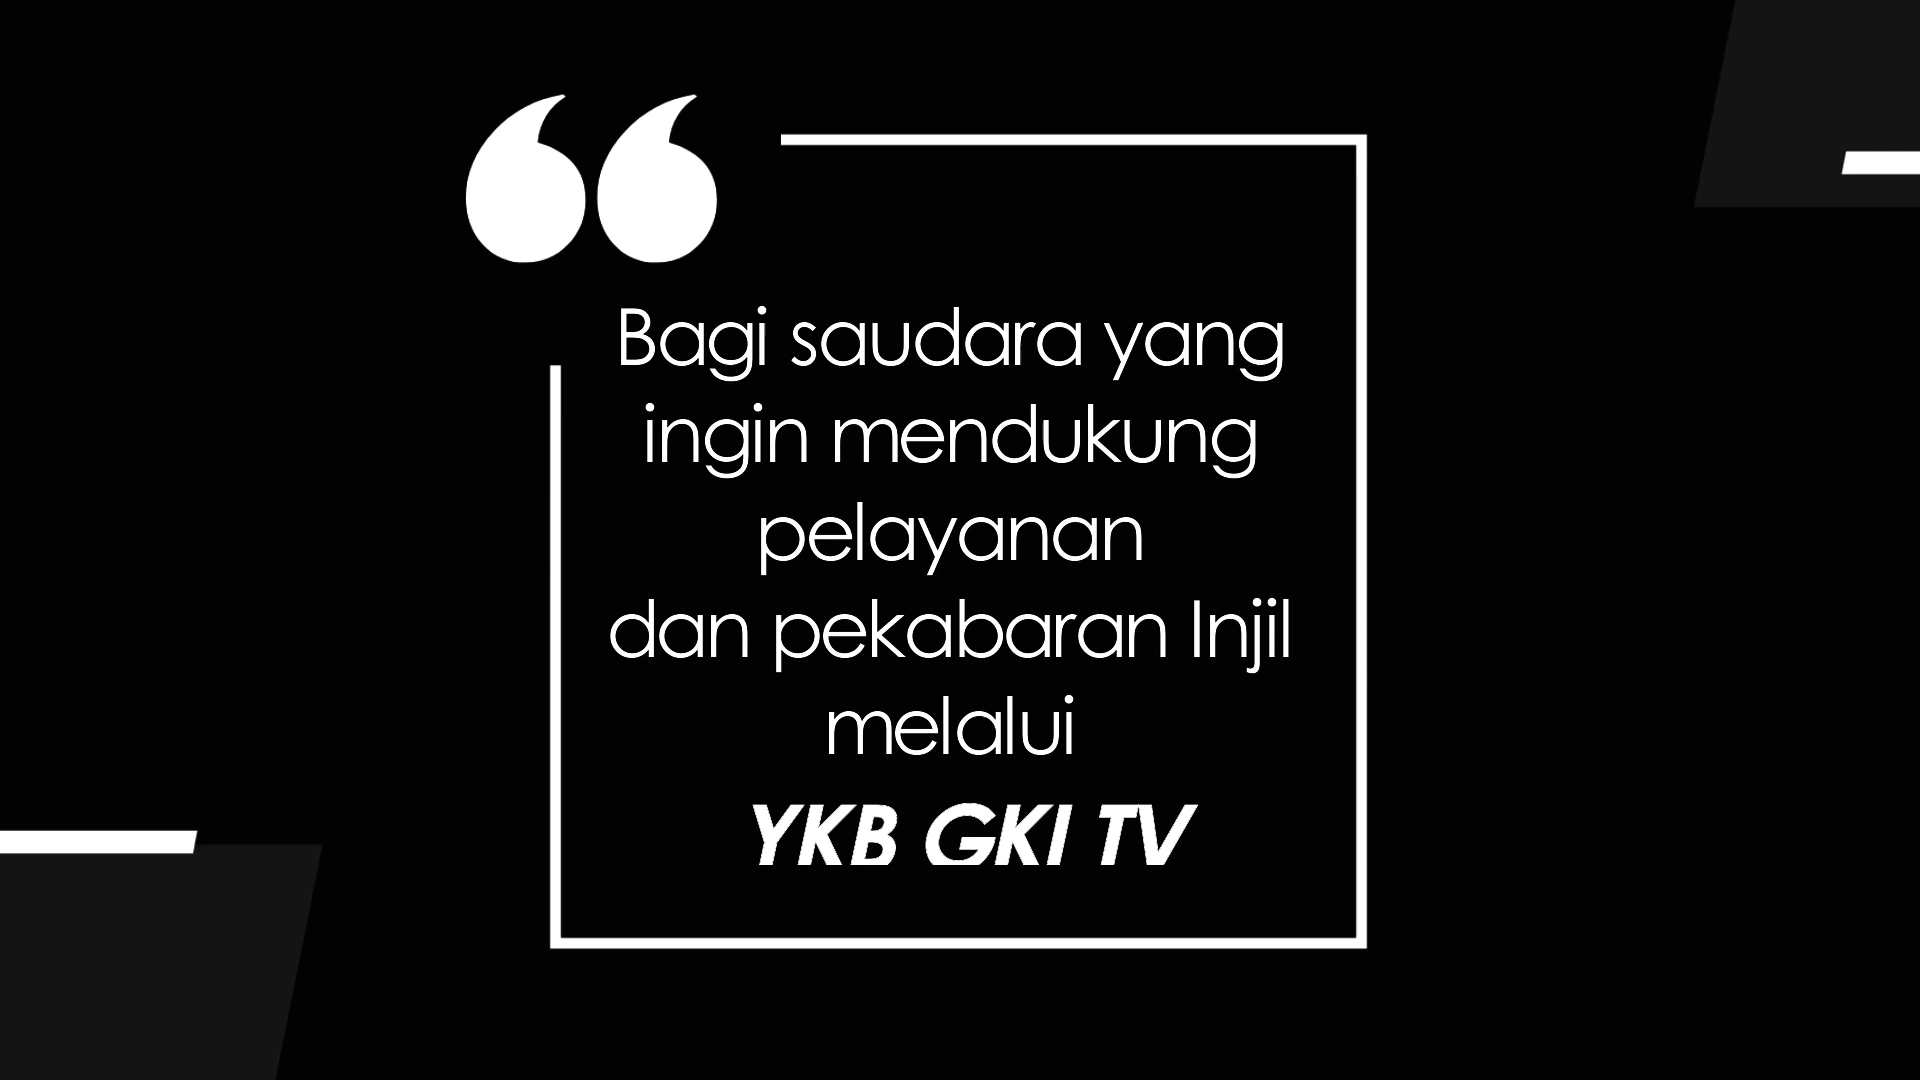 Bagi saudara yang
ingin mendukung
pelayanan
dan pekabaran Injil
melalui
YKB GKI TV